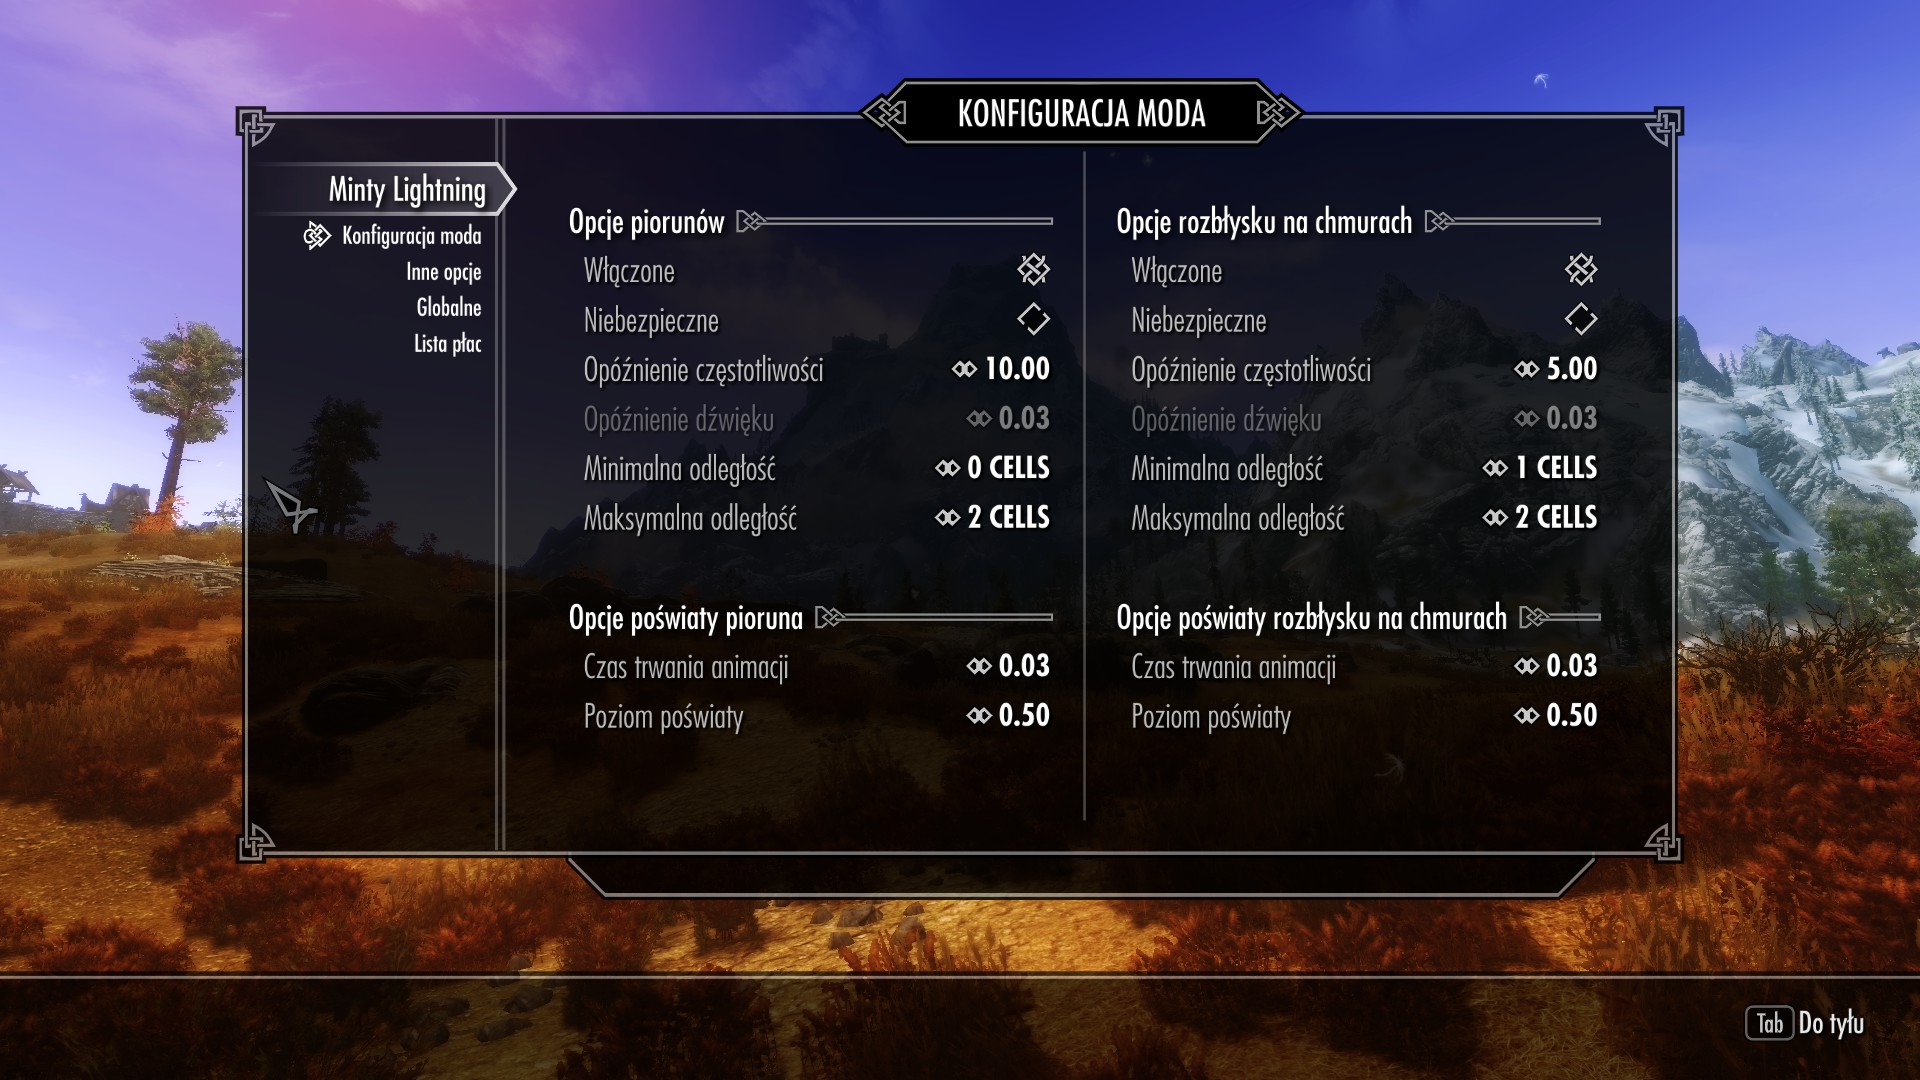 KONFIGURACJA MODA
Minty Lightning
Konfiguracja moda
Inne opcje
Globalne
Lista płac
Opcje piorunów
Włączone
Niebezpieczne
Opóźnienie częstotliwości 10.00
Opóźnienie dźwięku 0.03
Minimalna odległość 0 CELLS
Maksymalna odległość 2 CELLS
Opcje poświaty pioruna
Czas trwania animacji 0.03
Poziom poświaty 0.50
Opcje rozbłysku na chmurach
Włączone
Niebezpieczne
Opóźnienie częstotliwości 5.00
Opóźnienie dźwięku 0.03
Minimalna odległość 1 CELLS
Maksymalna odległość 2 CELLS
Opcje poświaty rozbłysku na chmurach
Czas trwania animacji 0.03
Poziom poświaty 0.50
Tab Do tyłu